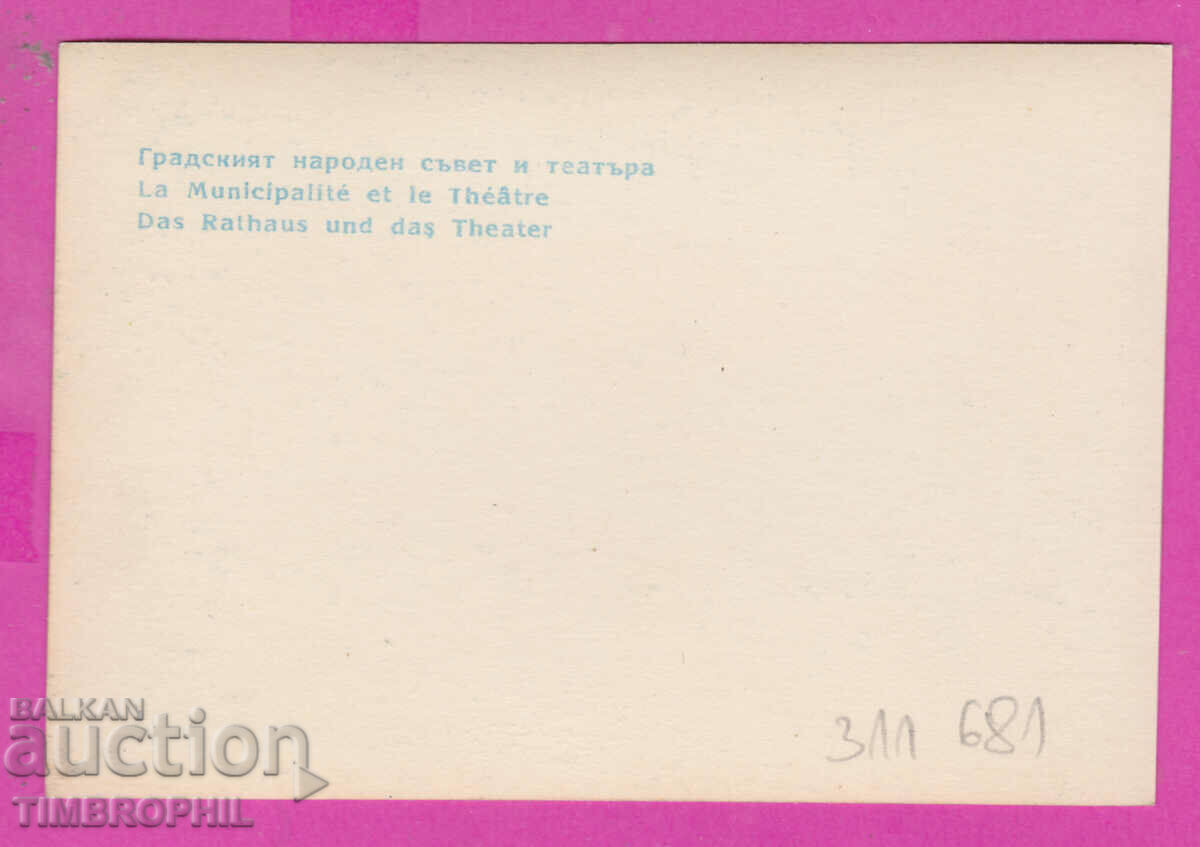 Градският народен съвет и театъра
La Municipalité et le Théâtre
Das Rathaus und das Theater
311 681
BALKAN
auction
TIMBROPHIL